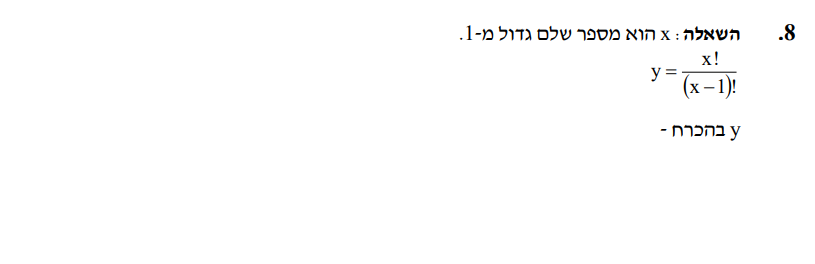 8. השאלה: x הוא מספר שלם גדול מ-1.
y = x! / (x − 1)!
y בהכרח -